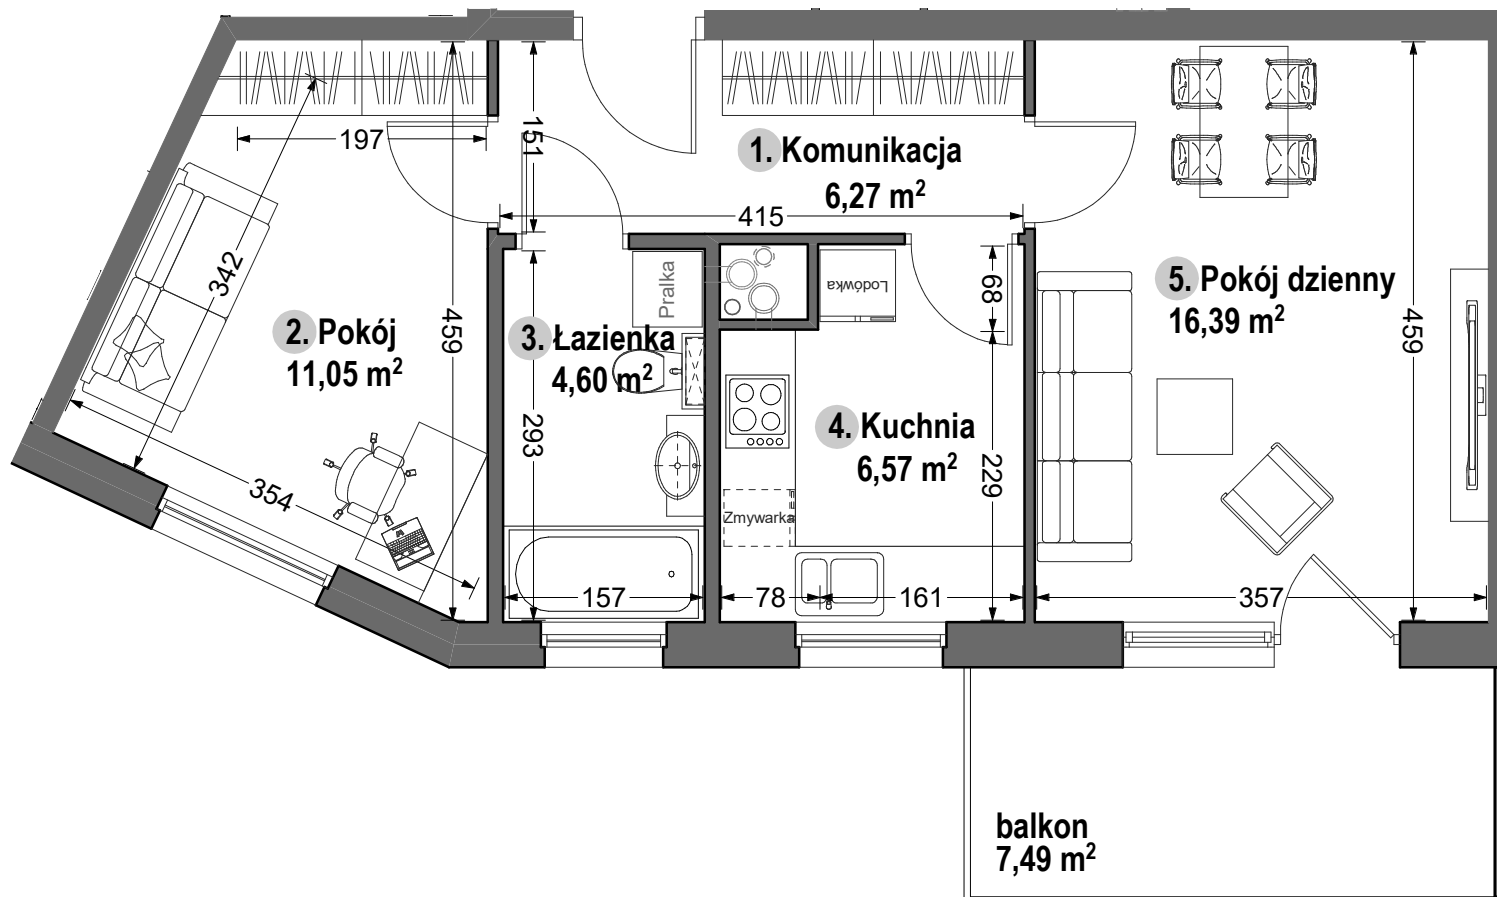 197
151
1. Komunikacja
6,27 m²
415
342
459
2. Pokój
11,05 m²
3. Łazienka
4,60 m²
Pralka
Lodówka
68
5. Pokój dzienny
16,39 m²
459
293
4. Kuchnia
6,57 m²
229
354
Zmywarka
157
78
161
357
balkon
7,49 m²